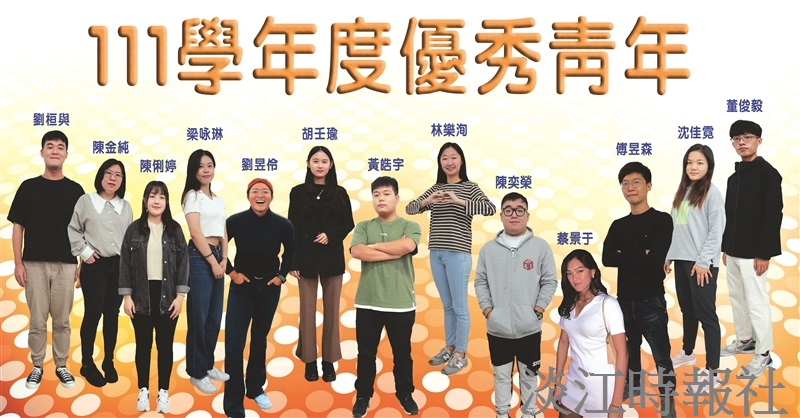 111學年度優秀青年
劉桓與
陳金純
陳俐婷
梁咏琳
劉昱伶
胡壬瑜
黃皓宇
林樂洵
陳奕榮
蔡景于
傅昱森
沈佳霓
董俊毅
淡江時報社